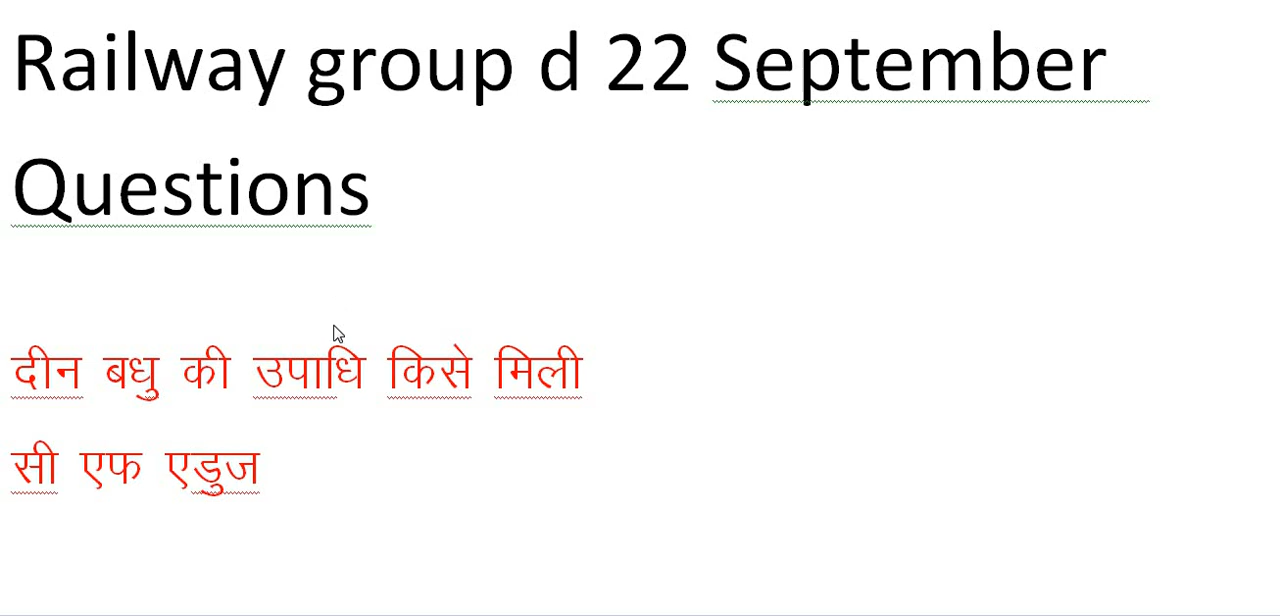 Railway group d 22 September
Questions
दीन बधु की उपाधि किसे मिली
सी एफ एडुज